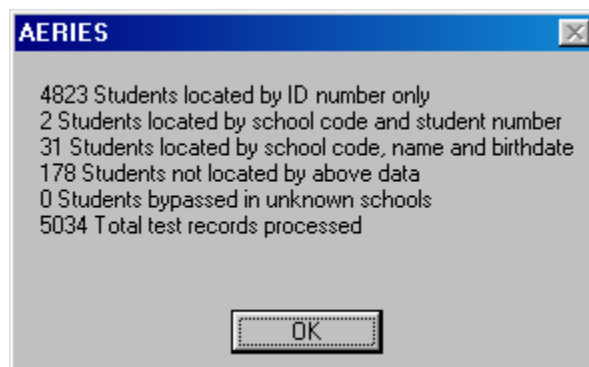 AERIES
4823 Students located by ID number only
2 Students located by school code and student number
31 Students located by school code, name and birthdate
178 Students not located by above data
0 Students bypassed in unknown schools
5034 Total test records processed
OK